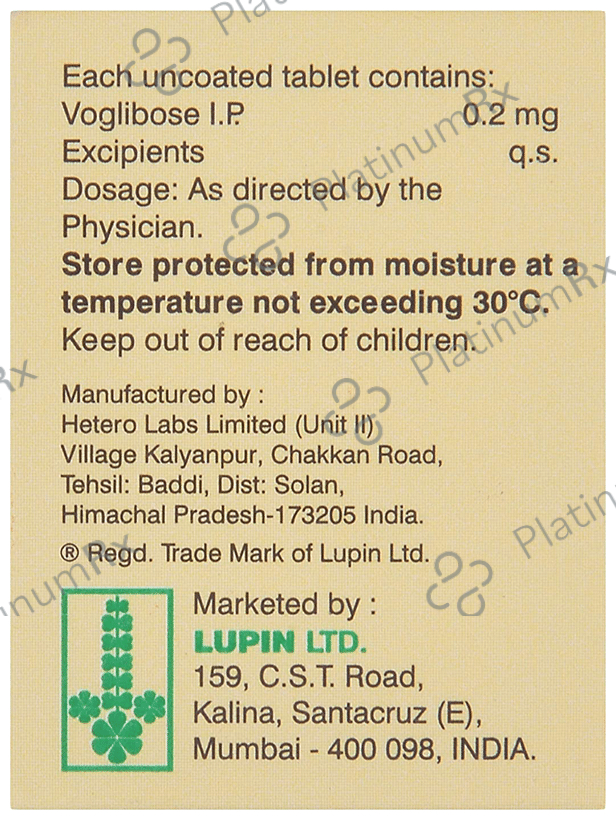 Each uncoated tablet contains:
Voglibose I.P. 0.2 mg
Excipients q.s.
Dosage: As directed by the
Physician.
Store protected from moisture at a
temperature not exceeding 30°C.
Keep out of reach of children.
Manufactured by :
Hetero Labs Limited (Unit II)
Village Kalyanpur, Chakkan Road,
Tehsil: Baddi, Dist: Solan,
Himachal Pradesh-173205 India.
® Regd. Trade Mark of Lupin Ltd.
Marketed by :
LUPIN LTD.
159, C.S.T. Road,
Kalina, Santacruz (E),
Mumbai - 400 098, INDIA.
PlatinumRx
PlatinumRx
PlatinumRx